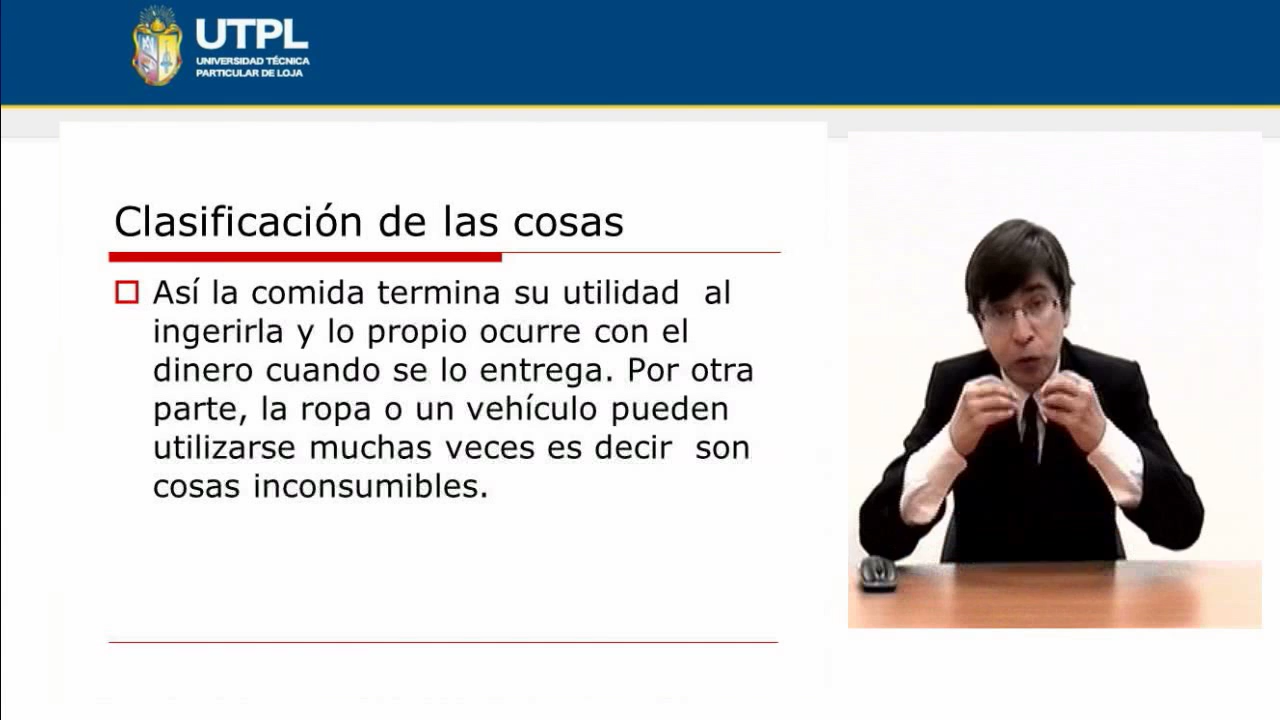 UTPL
UNIVERSIDAD TÉCNICA
PARTICULAR DE LOJA
Clasificación de las cosas
Así la comida termina su utilidad  al
ingerirla y lo propio ocurre con el
dinero cuando se lo entrega. Por otra
parte, la ropa o un vehículo pueden
utilizarse muchas veces es decir  son
cosas inconsumibles.